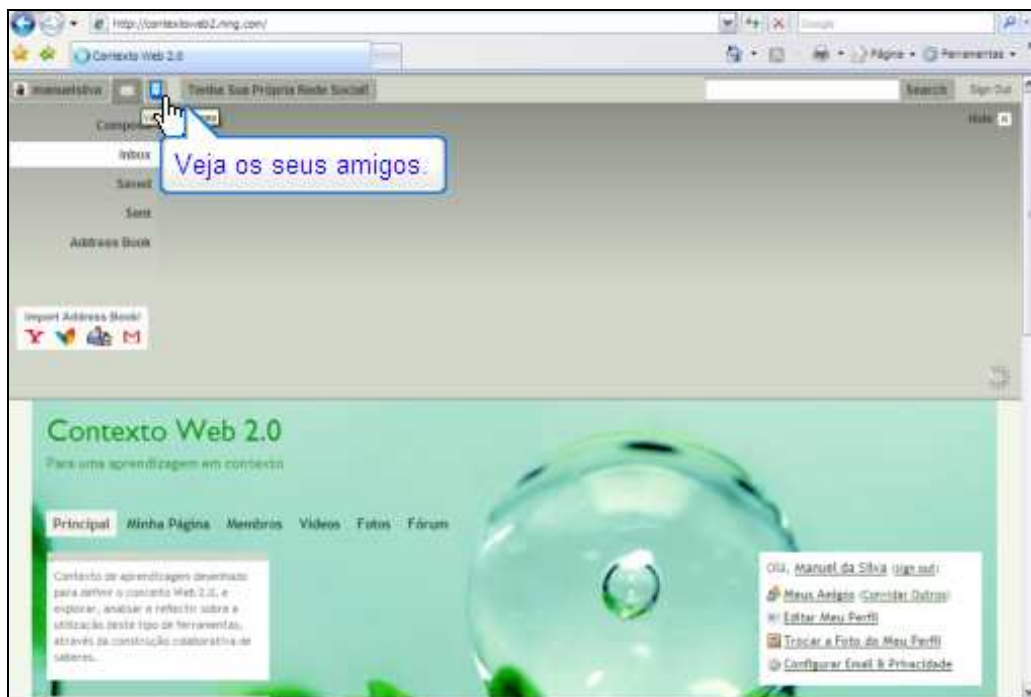 http://contextoweb2.ning.com/
Google
Contexto Web 2.0
Página
Ferramentas
manuelsilva
Tenha Sua Própria Rede Social!
Search
Sign Out
Hide
Compose
Inbox
Saved
Sent
Address Book
Veja os seus amigos.
Import Address Book!
Contexto Web 2.0
Para uma aprendizagem em contexto
Principal Minha Página Membros Vídeos Fotos Fórum
Contexto de aprendizagem desenhado
para definir o conceito Web 2.0, e
explorar, analisar e reflectir sobre a
utilização deste tipo de ferramentas,
através da construção colaborativa de
saberes.
Olá, Manuel da Silva (sign out)
Meus Amigos (Convidar Outros)
Editar Meu Perfil
Trocar a Foto do Meu Perfil
Configurar Email & Privacidade